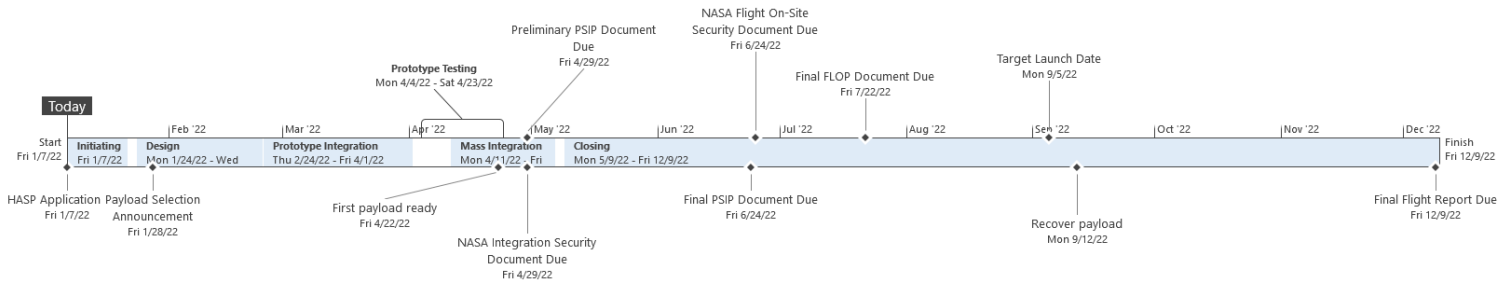 NASA Flight On-Site
Security Document Due
Fri 6/24/22
Preliminary PSIP Document
Due
Fri 4/29/22
Target Launch Date
Mon 9/5/22
Prototype Testing
Mon 4/4/22 - Sat 4/23/22
Final FLOP Document Due
Fri 7/22/22
Today
Feb '22
Mar '22
Apr '22
May '22
Jun '22
Jul '22
Aug '22
Sep '22
Oct '22
Nov '22
Dec '22
Start
Fri 1/7/22
Initiating
Fri 1/7/22
Design
Mon 1/24/22 - Wed
Prototype Integration
Thu 2/24/22 - Fri 4/1/22
Mass Integration
Mon 4/11/22 - Fri
Closing
Mon 5/9/22 - Fri 12/9/22
Finish
Fri 12/9/22
HASP Application
Fri 1/7/22
Payload Selection
Announcement
Fri 1/28/22
First payload ready
Fri 4/22/22
NASA Integration Security
Document Due
Fri 4/29/22
Final PSIP Document Due
Fri 6/24/22
Recover payload
Mon 9/12/22
Final Flight Report Due
Fri 12/9/22